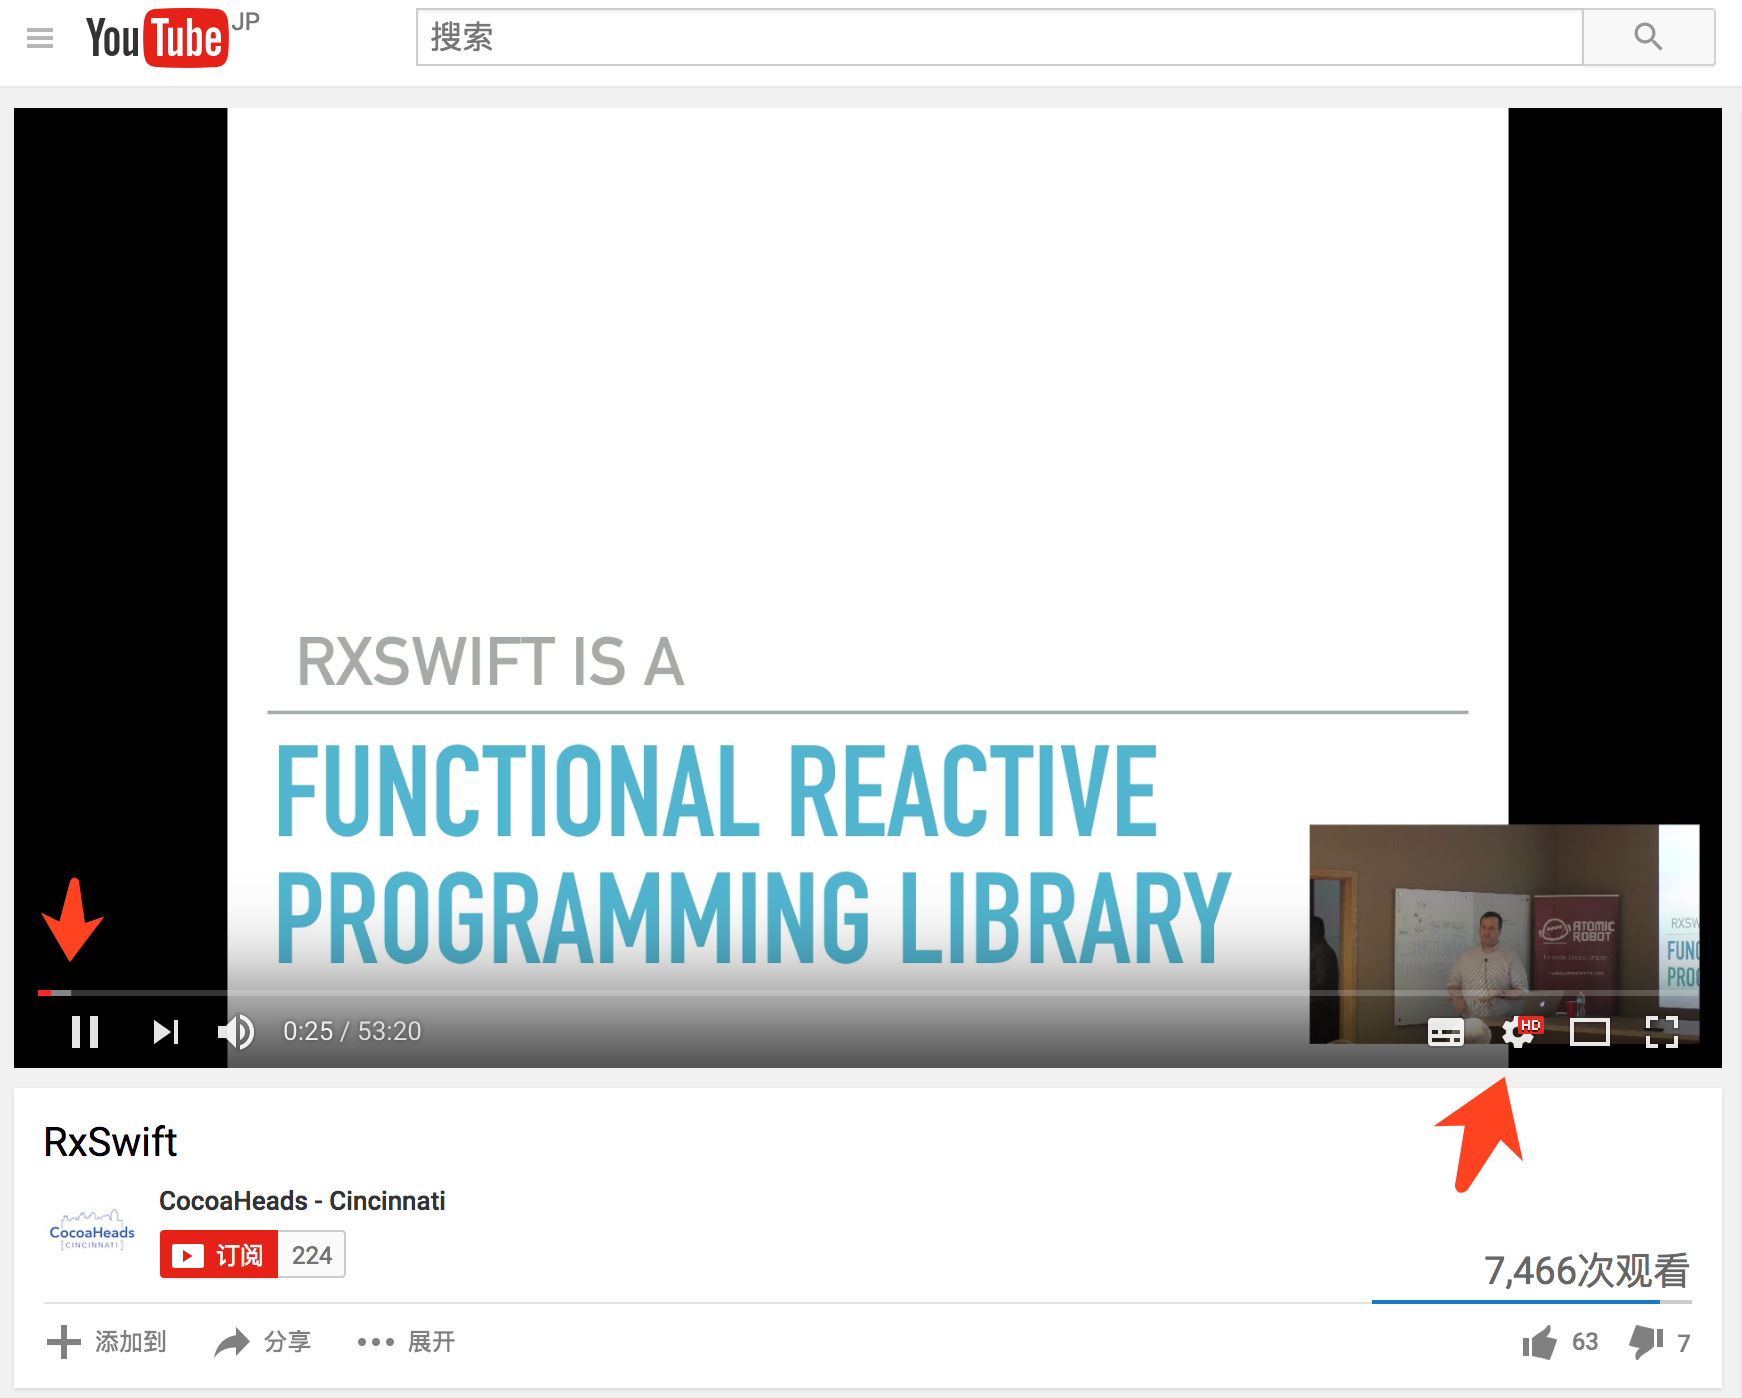 YouTube JP
搜索
RXSWIFT IS A
FUNCTIONAL REACTIVE
PROGRAMMING LIBRARY
ATOMIC
ROBOT
RXSW
FUNC
PRO
0:25 / 53:20
HD
RxSwift
CocoaHeads
[CINCINNATI]
CocoaHeads - Cincinnati
订阅 224
7,466次观看
添加到 分享 展开 63 7